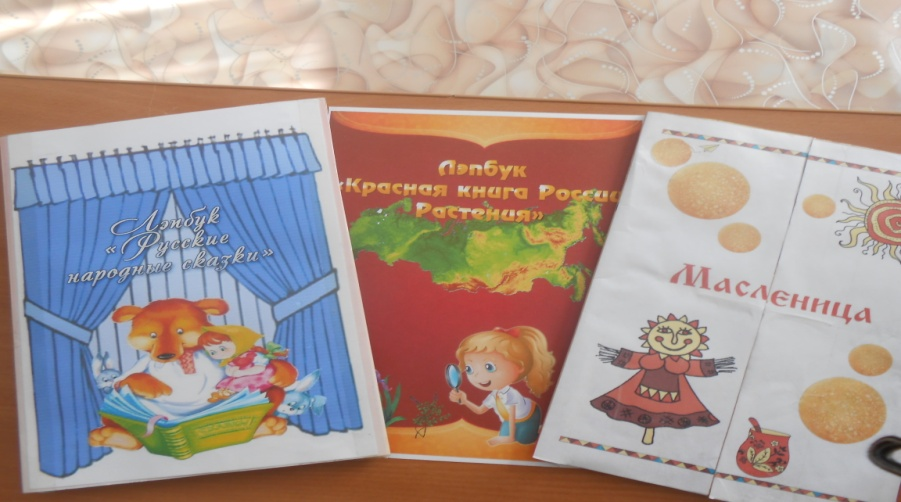 Лэпбук
«Русские
народные сказки»
Лэпбук
«Красная книга России
Растения»
Масленица